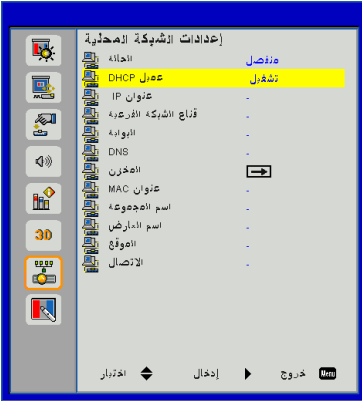 إعدادات الشبكة المحلية
الحالة منفصل
عميل DHCP تشغيل
عنوان IP -
قناع الشبكة الفرعية -
البوابة -
DNS -
المخزن
عنوان MAC -
اسم المجموعة -
اسم العارض -
الموقع -
الاتصال -
3D
اختبار إدخال خروج Menu